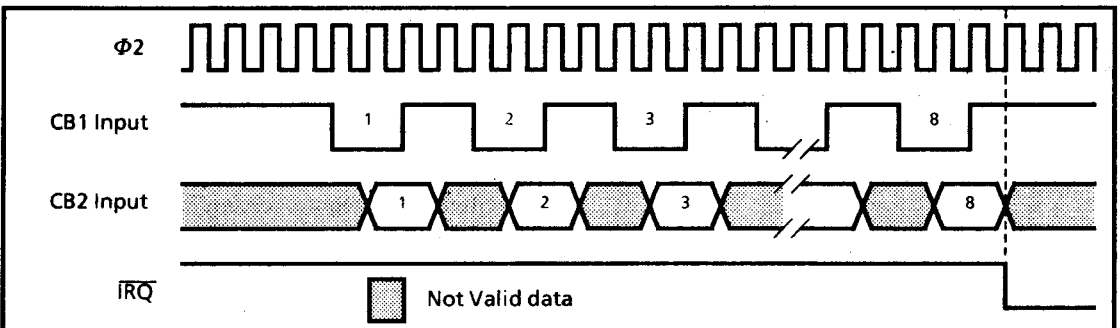 Φ2
CB1 Input 1 2 3 8
CB2 Input 1 2 3 8
IRQ
Not Valid data